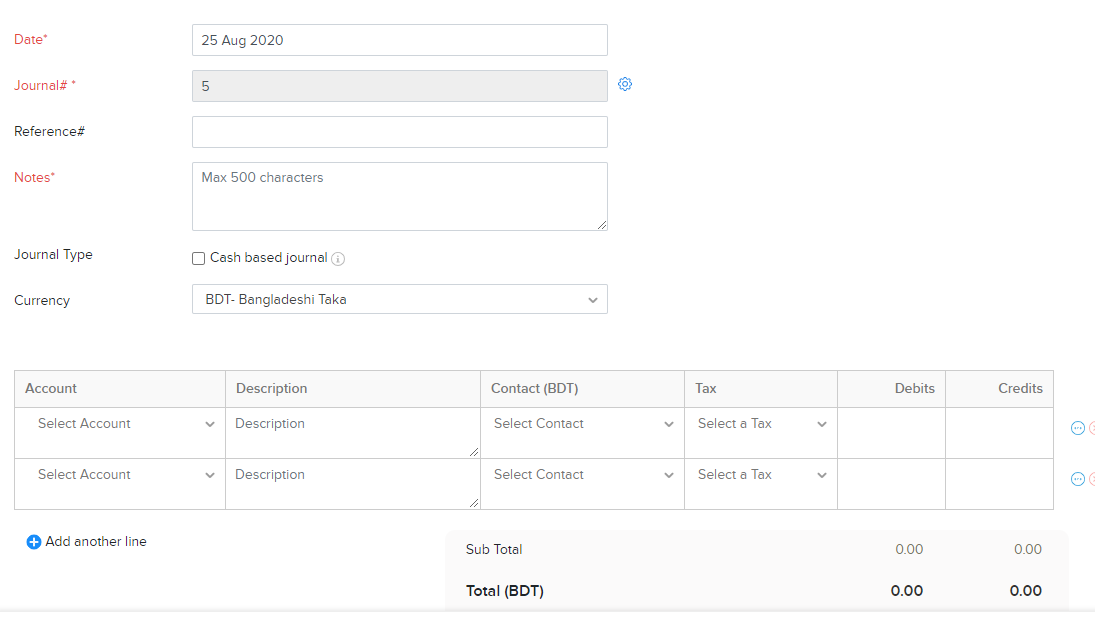 Date* 25 Aug 2020
Journal# * 5
Reference#
Notes* Max 500 characters
Journal Type Cash based journal
Currency BDT- Bangladeshi Taka
Account Description Contact (BDT) Tax Debits Credits
Select Account Description Select Contact Select a Tax
Select Account Description Select Contact Select a Tax
Add another line
Sub Total 0.00 0.00
Total (BDT) 0.00 0.00